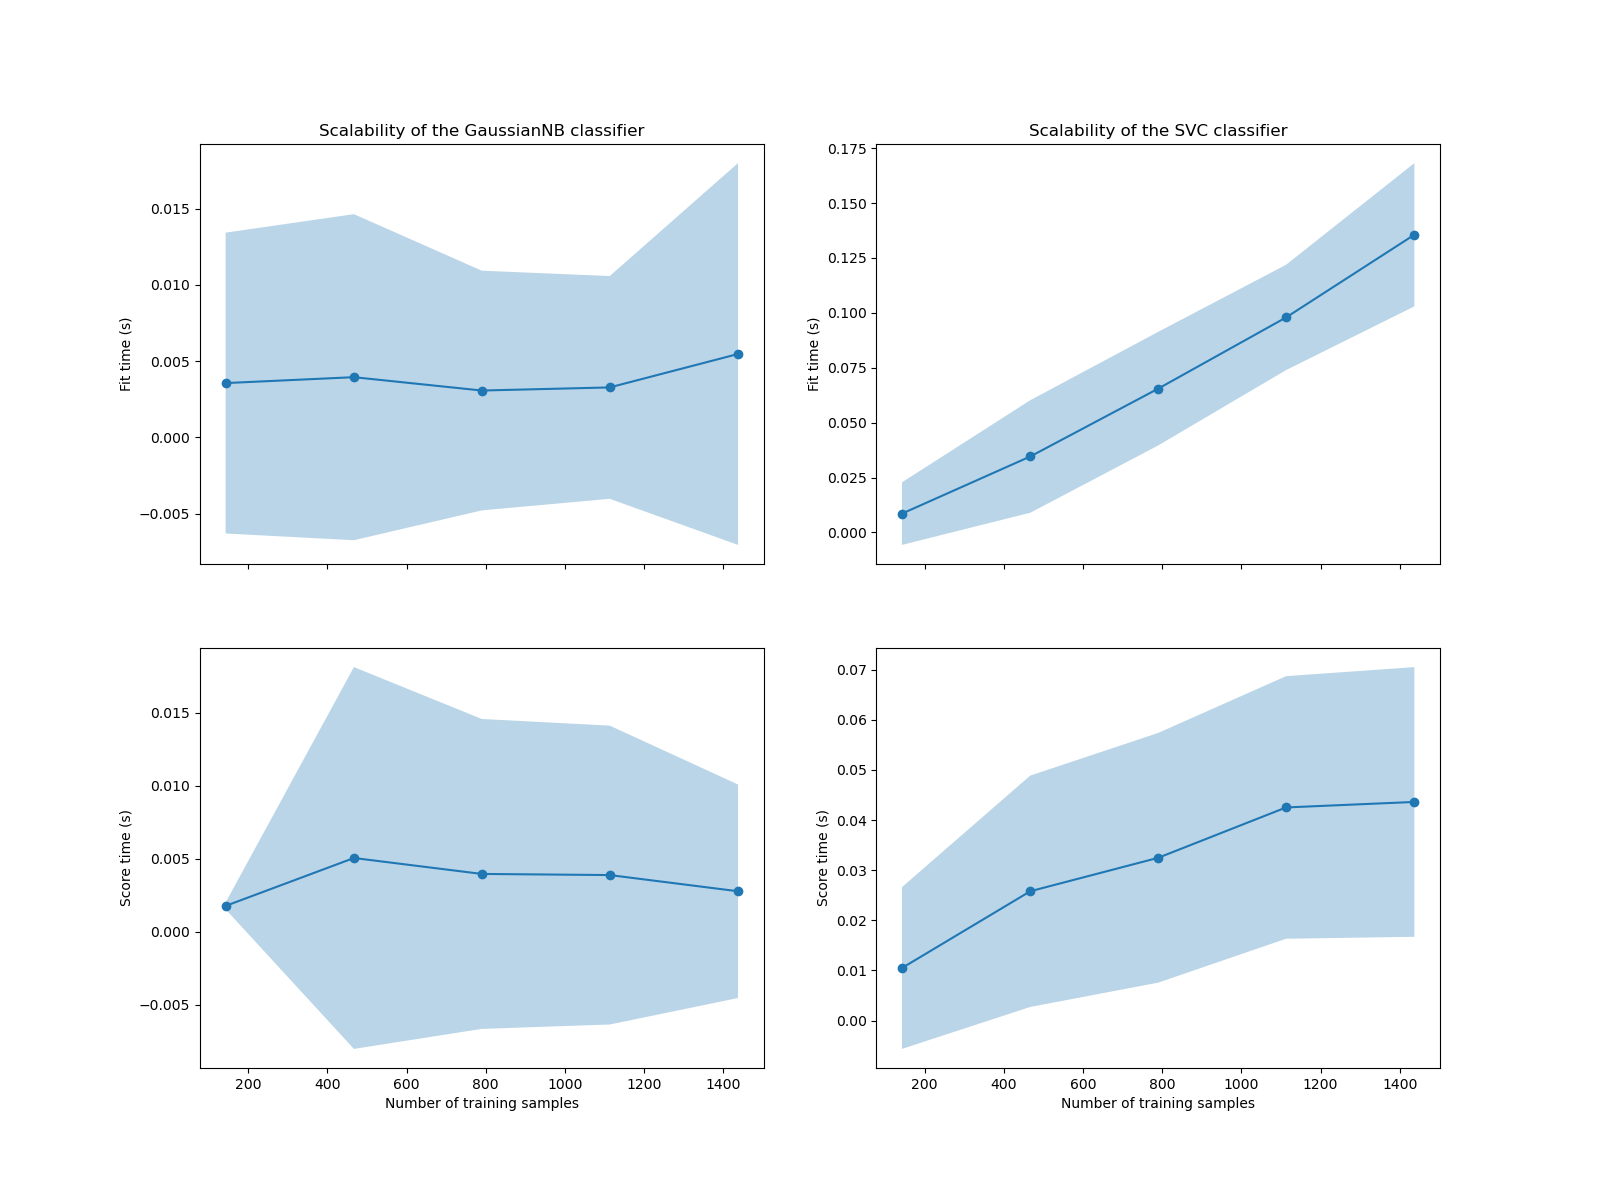 Scalability of the GaussianNB classifier
0.015
0.010
0.005
0.000
−0.005
Fit time (s)
Scalability of the SVC classifier
0.175
0.150
0.125
0.100
0.075
0.050
0.025
0.000
Fit time (s)
0.015
0.010
0.005
0.000
−0.005
Score time (s)
200 400 600 800 1000 1200 1400
Number of training samples
0.07
0.06
0.05
0.04
0.03
0.02
0.01
0.00
Score time (s)
200 400 600 800 1000 1200 1400
Number of training samples